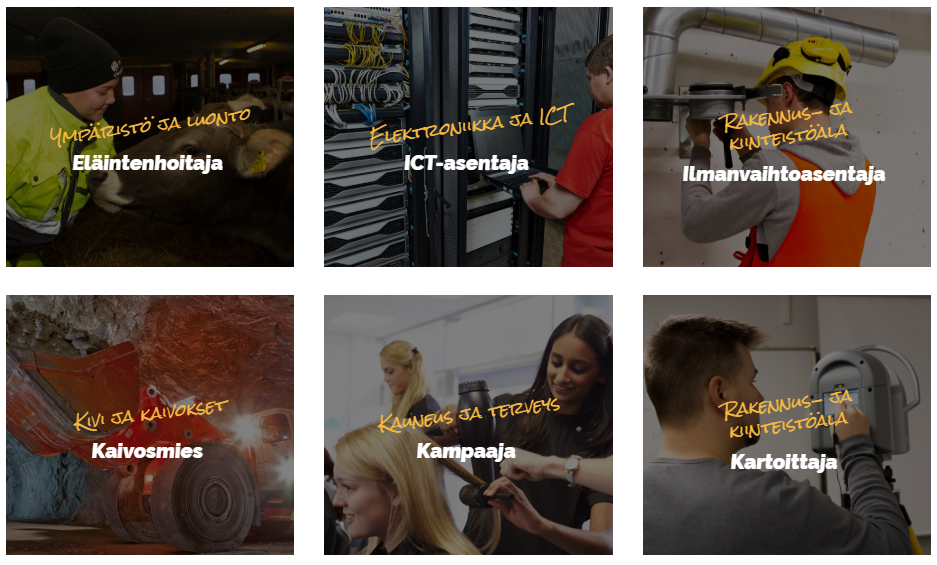 Ympäristö ja luonto
Eläintenhoitaja
Elektroniikka ja ICT
ICT-asentaja
Rakennus- ja
kiinteistöala
Ilmanvaihtoasentaja
Kivi ja kaivokset
Kaivosmies
Kauneus ja terveys
Kampaaja
Rakennus- ja
kiinteistöala
Kartoittaja